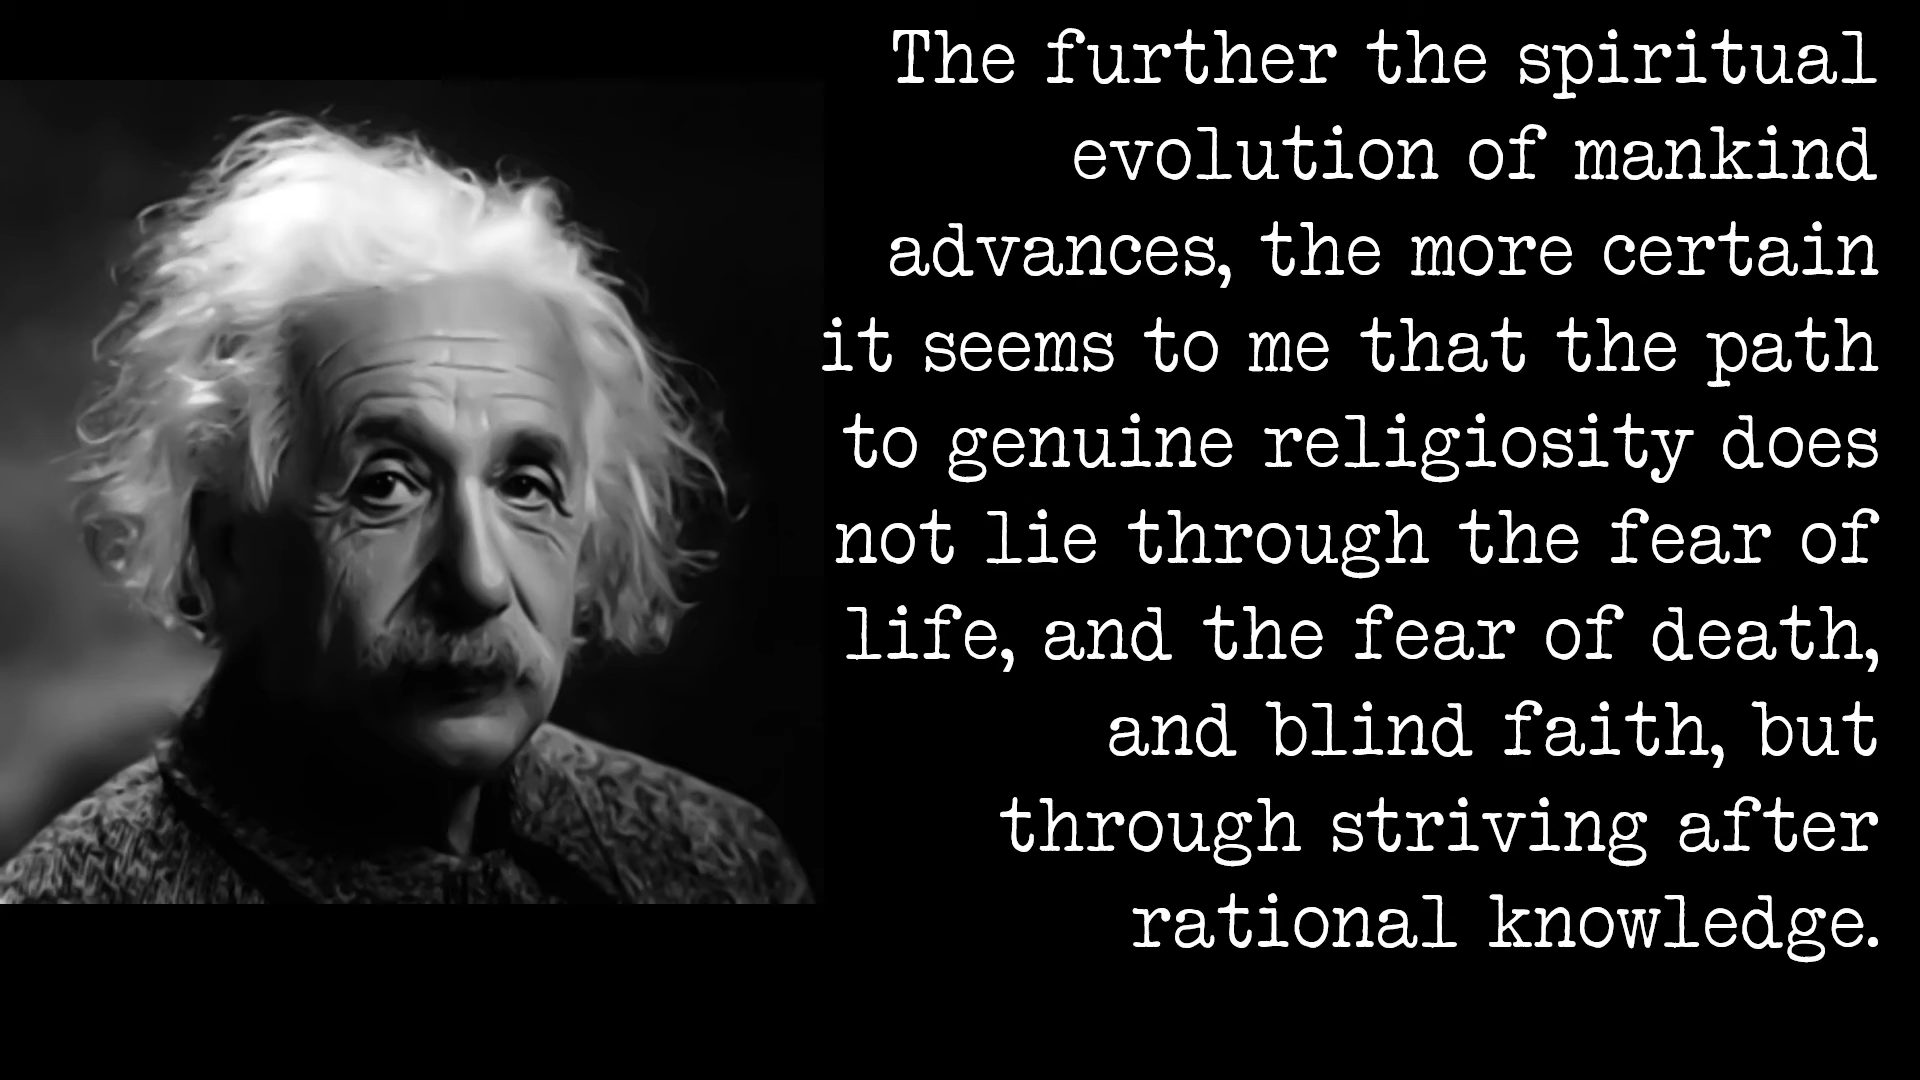 The further the spiritual
evolution of mankind
advances, the more certain
it seems to me that the path
to genuine religiosity does
not lie through the fear of
life, and the fear of death,
and blind faith, but
through striving after
rational knowledge.